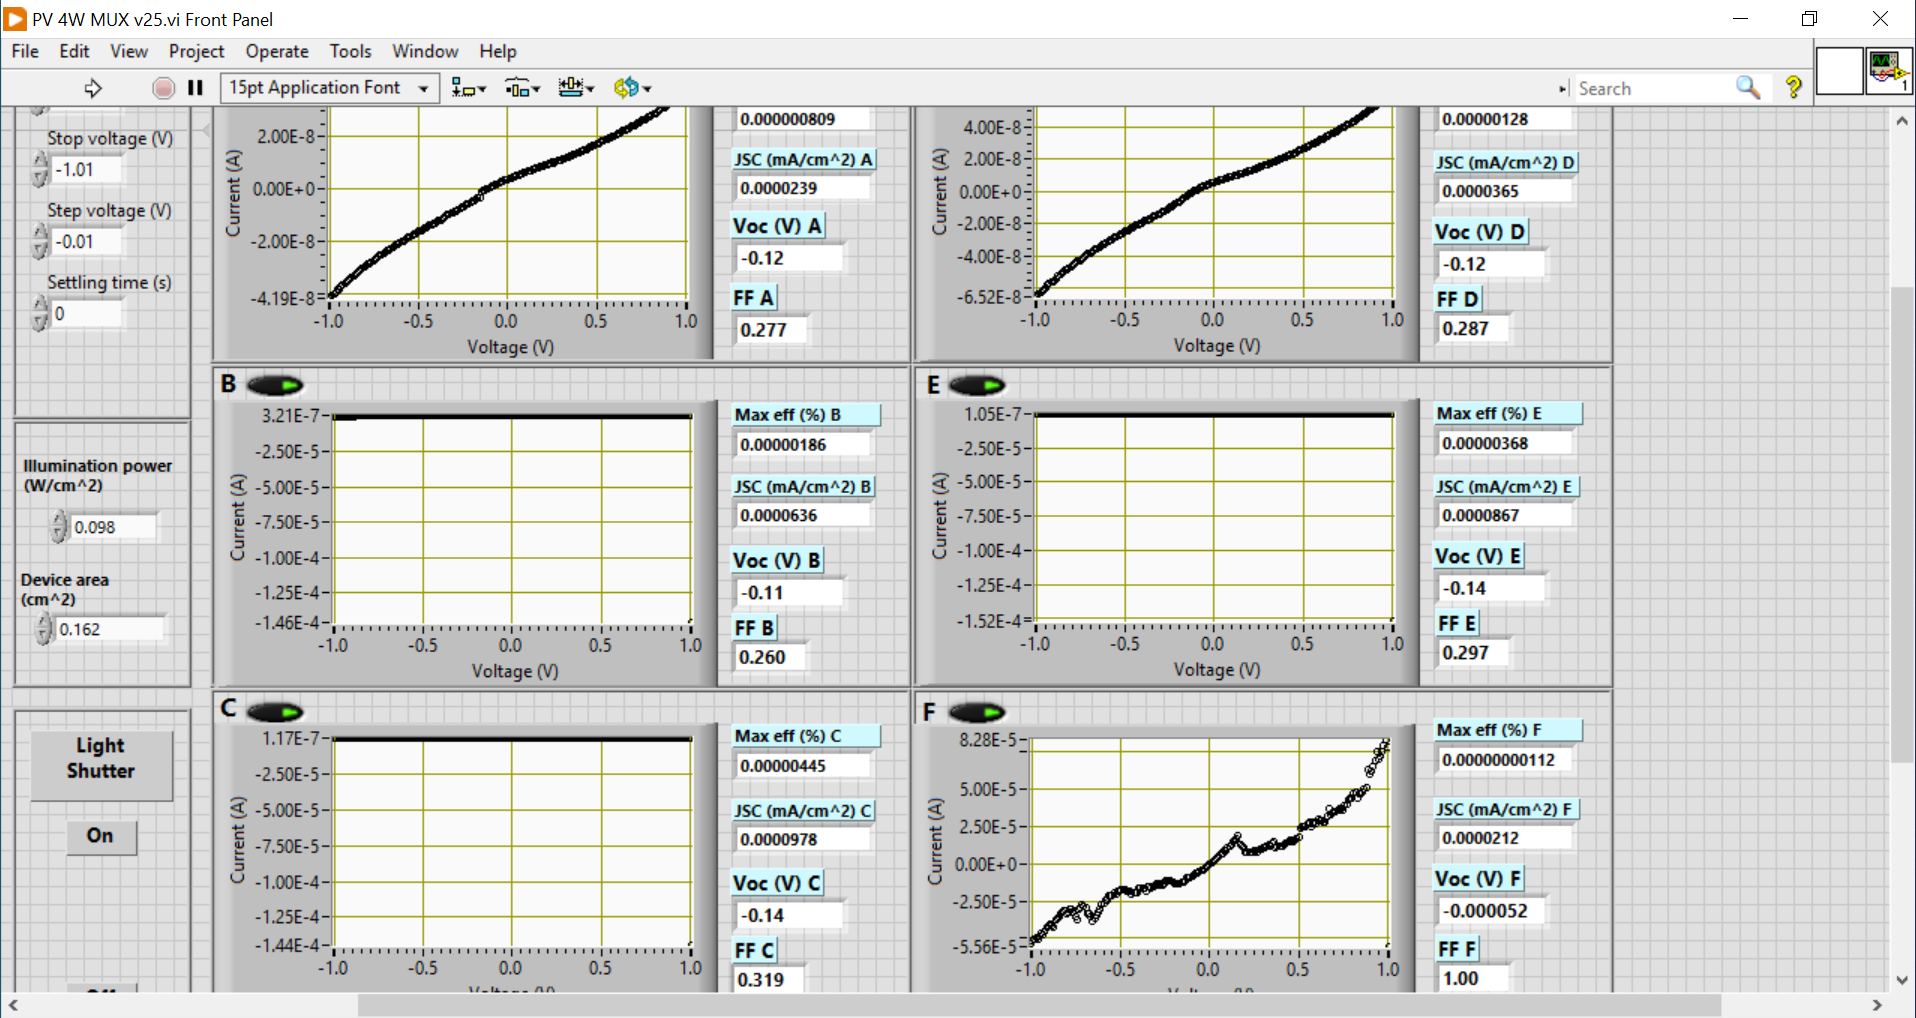 PV 4W MUX v25.vi Front Panel
File Edit View Project Operate Tools Window Help
15pt Application Font
Search
1
Stop voltage (V)
-1.01
Step voltage (V)
-0.01
Settling time (s)
0
Illumination power
(W/cm^2)
0.098
Device area
(cm^2)
0.162
Light
Shutter
On
2.00E-8
0.00E+0
-2.00E-8
-4.19E-8
Current (A)
-1.0 -0.5 0.0 0.5 1.0
Voltage (V)
0.000000809
JSC (mA/cm^2) A
0.0000239
Voc (V) A
-0.12
FF A
0.277
4.00E-8
2.00E-8
0.00E+0
-2.00E-8
-4.00E-8
-6.52E-8
Current (A)
-1.0 -0.5 0.0 0.5 1.0
Voltage (V)
0.00000128
JSC (mA/cm^2) D
0.0000365
Voc (V) D
-0.12
FF D
0.287
B
3.21E-7
-2.50E-5
-5.00E-5
-7.50E-5
-1.00E-4
-1.25E-4
-1.46E-4
Current (A)
-1.0 -0.5 0.0 0.5 1.0
Voltage (V)
Max eff (%) B
0.00000186
JSC (mA/cm^2) B
0.0000636
Voc (V) B
-0.11
FF B
0.260
E
1.05E-7
-2.50E-5
-5.00E-5
-7.50E-5
-1.00E-4
-1.25E-4
-1.52E-4
Current (A)
-1.0 -0.5 0.0 0.5 1.0
Voltage (V)
Max eff (%) E
0.00000368
JSC (mA/cm^2) E
0.0000867
Voc (V) E
-0.14
FF E
0.297
C
1.17E-7
-2.50E-5
-5.00E-5
-7.50E-5
-1.00E-4
-1.25E-4
-1.44E-4
Current (A)
-1.0 -0.5 0.0 0.5 1.0
Max eff (%) C
0.00000445
JSC (mA/cm^2) C
0.0000978
Voc (V) C
-0.14
FF C
0.319
F
8.28E-5
5.00E-5
2.50E-5
0.00E+0
-2.50E-5
-5.56E-5
Current (A)
-1.0 -0.5 0.0 0.5 1.0
Max eff (%) F
0.00000000112
JSC (mA/cm^2) F
0.0000212
Voc (V) F
-0.000052
FF F
1.00